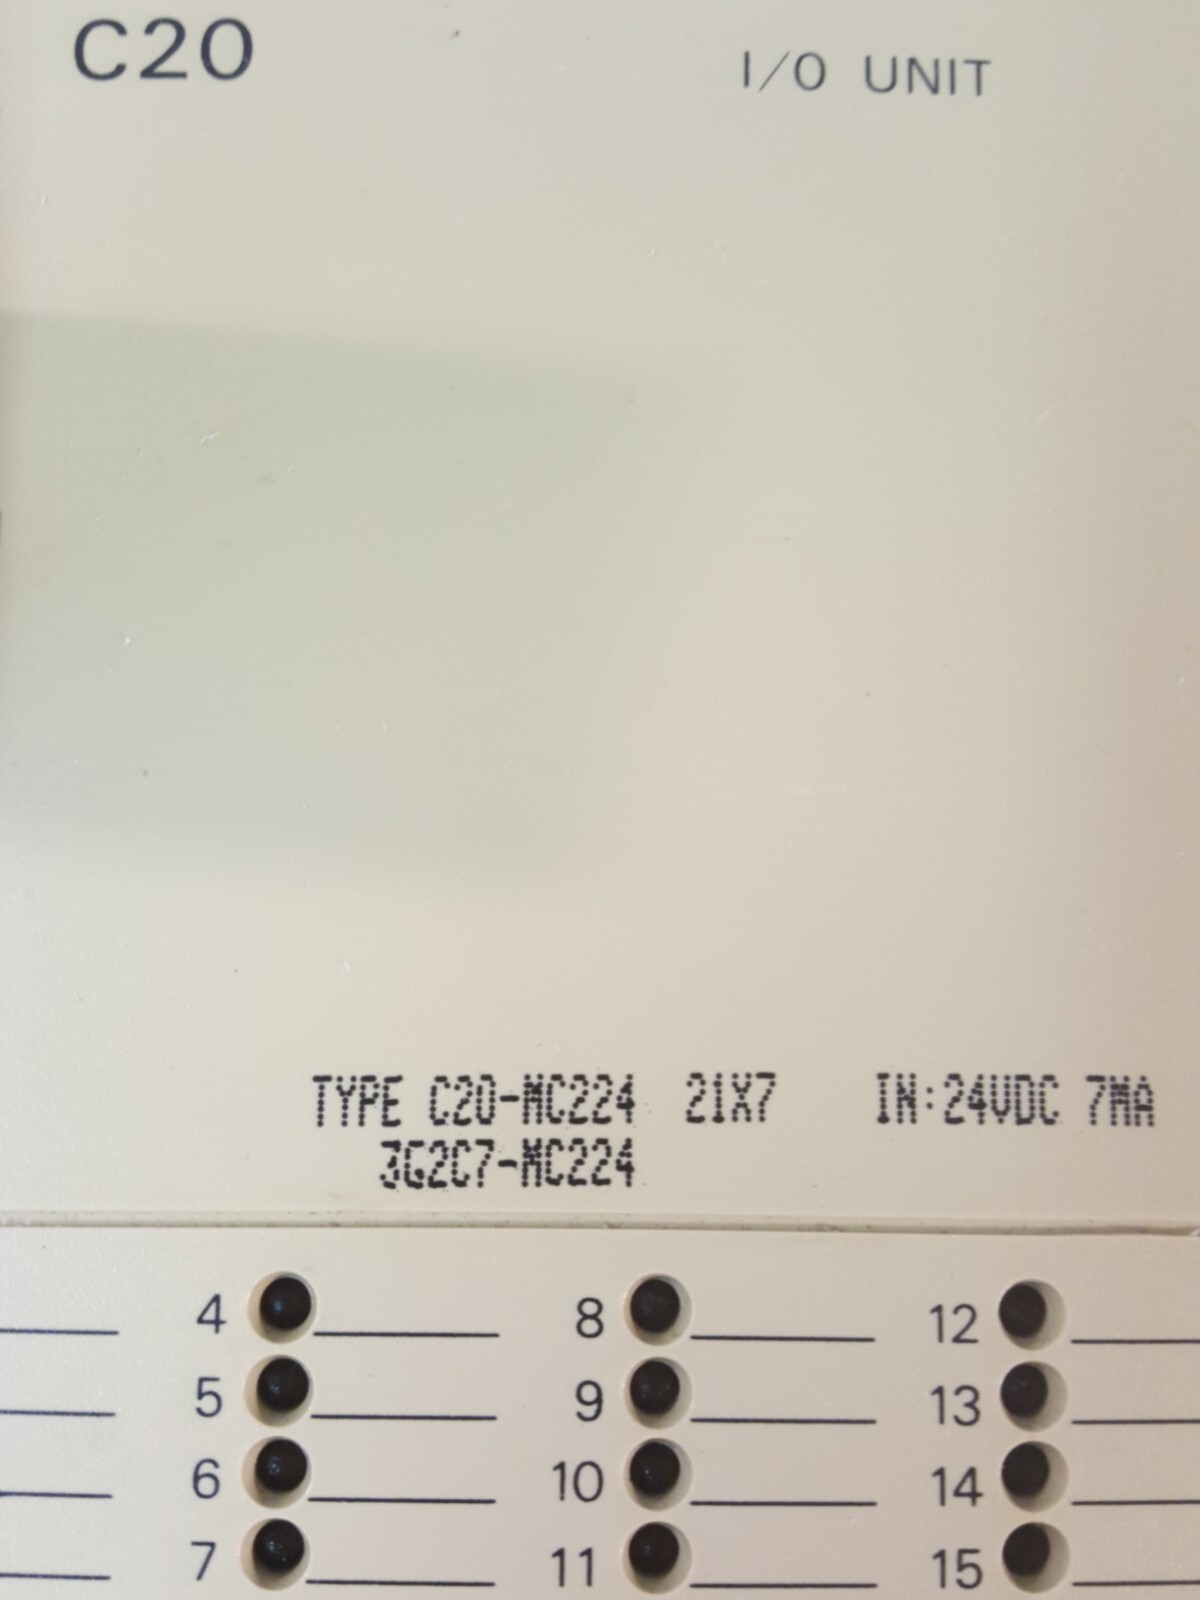 C20 I/O UNIT
TYPE C20-MC224 21X7 IN:24VDC 7MA
3G2C7-MC224
4 8 12
5 9 13
6 10 14
7 11 15